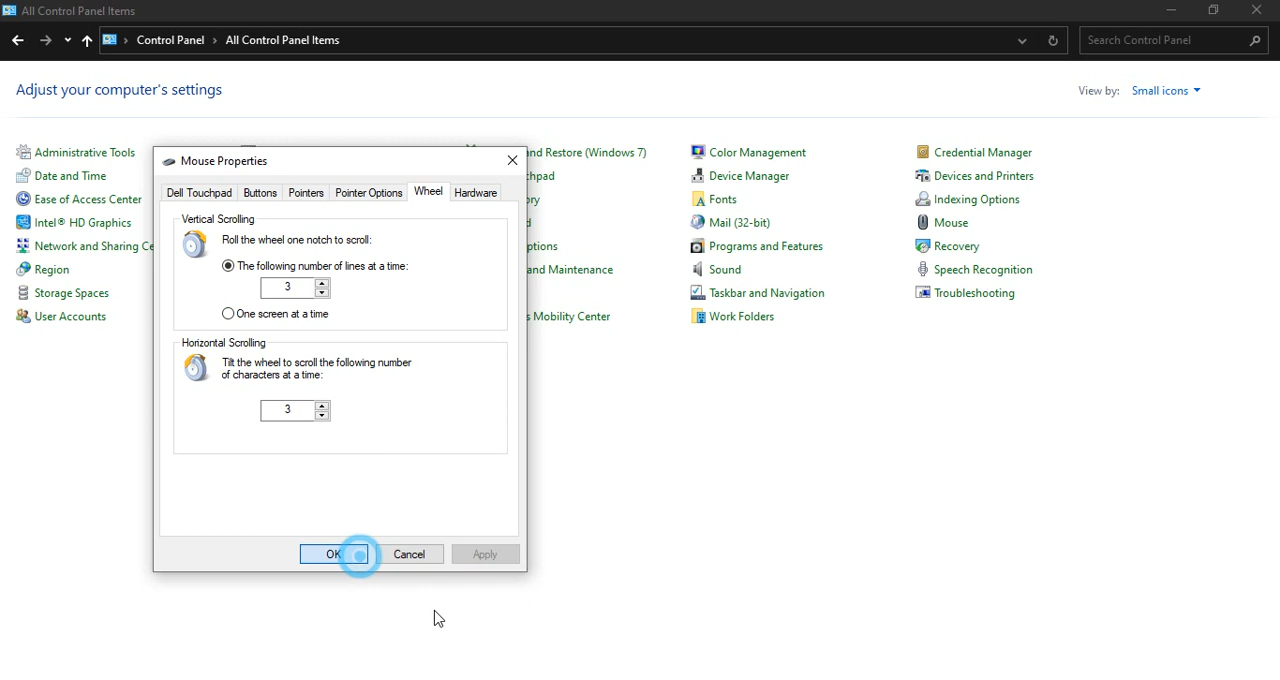 All Control Panel Items
Control Panel › All Control Panel Items
Search Control Panel
Adjust your computer's settings
View by: Small icons
Administrative Tools
Date and Time
Ease of Access Center
Intel® HD Graphics
Network and Sharing Ce
Region
Storage Spaces
User Accounts
Mouse Properties
Dell Touchpad Buttons Pointers Pointer Options Wheel Hardware
Vertical Scrolling
Roll the wheel one notch to scroll:
The following number of lines at a time:
3
One screen at a time
Horizontal Scrolling
Tilt the wheel to scroll the following number
of characters at a time:
3
OK Cancel Apply
nd Restore (Windows 7)
chpad
ory
d
ptions
and Maintenance
s Mobility Center
Color Management
Device Manager
Fonts
Mail (32-bit)
Programs and Features
Sound
Taskbar and Navigation
Work Folders
Credential Manager
Devices and Printers
Indexing Options
Mouse
Recovery
Speech Recognition
Troubleshooting